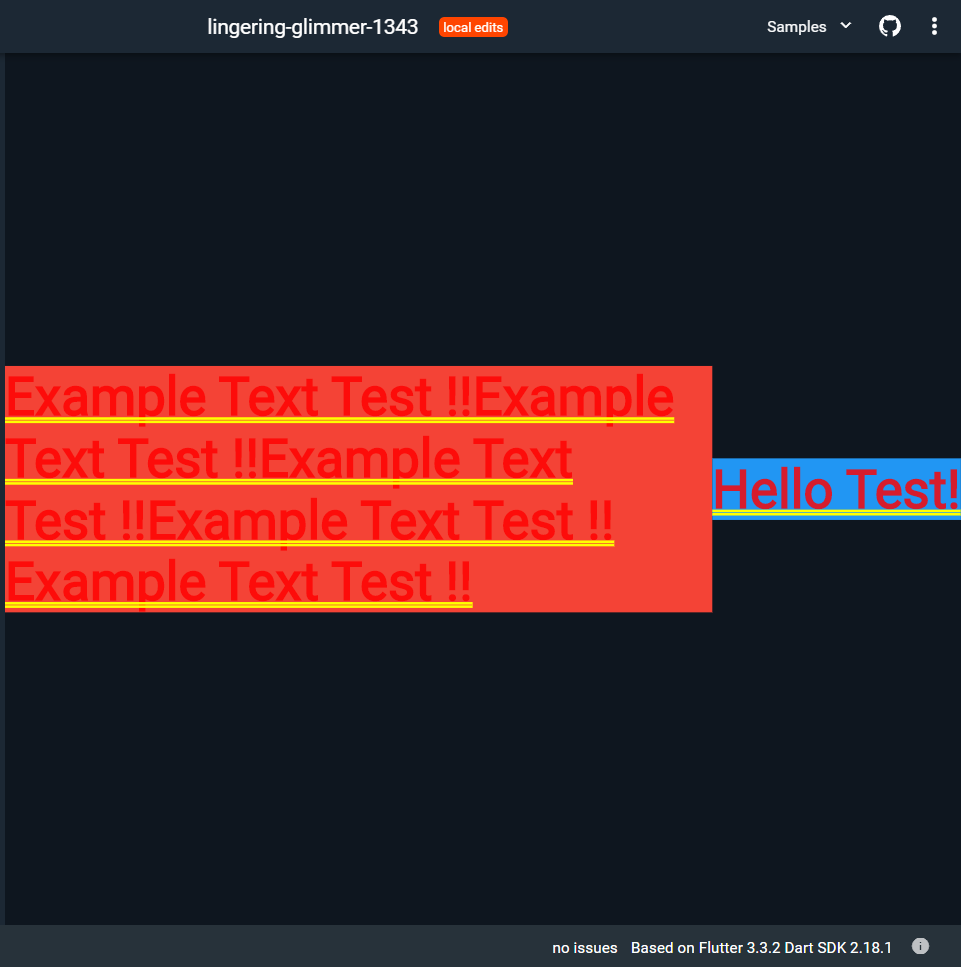 lingering-glimmer-1343 local edits Samples
Example Text Test !!Example
Text Test !!Example Text
Test !!Example Text Test !!
Example Text Test !!
Hello Test!
no issues Based on Flutter 3.3.2 Dart SDK 2.18.1